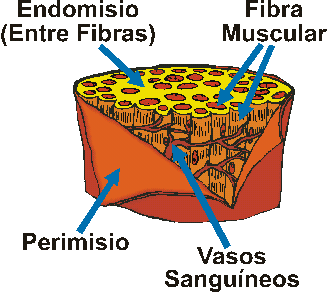 Endomisio
(Entre Fibras)
Fibra
Muscular
Perimisio
Vasos
Sanguíneos